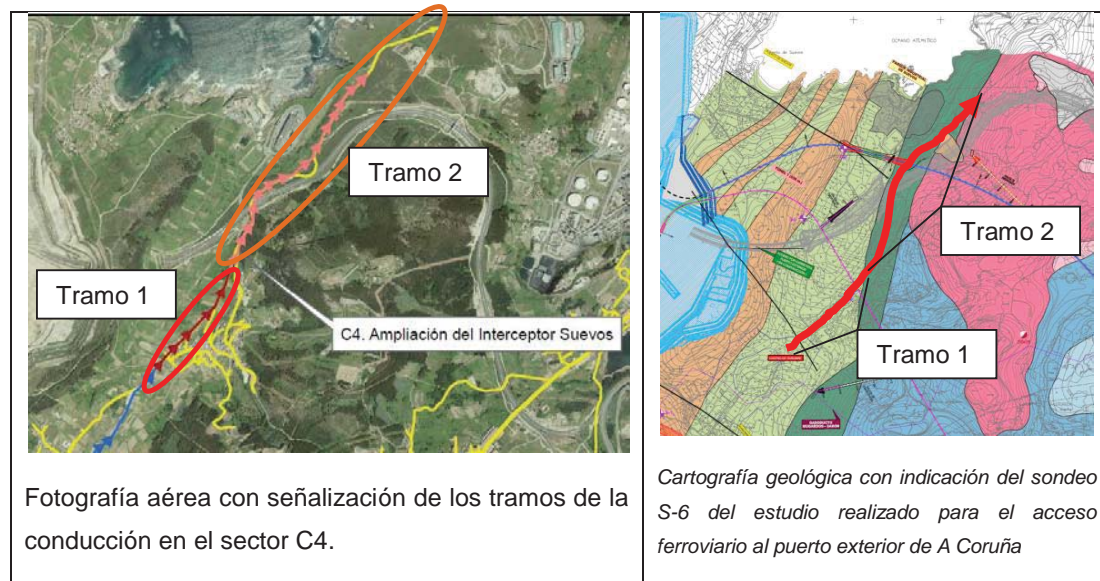 Tramo 2
Tramo 1
C4. Ampliación del Interceptor Suevos
Fotografía aérea con señalización de los tramos de la
conducción en el sector C4.
OCEANO ATLANTICO
Tramo 2
Tramo 1
Cartografía geológica con indicación del sondeo
S-6 del estudio realizado para el acceso
ferroviario al puerto exterior de A Coruña